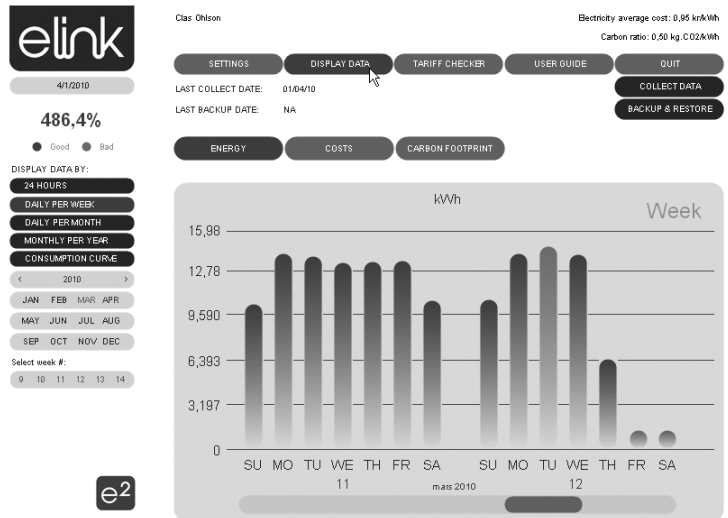 elink
4/1/2010
486,4%
Good Bad
DISPLAY DATA BY:
24 HOURS
DAILY PER WEEK
DAILY PER MONTH
MONTHLY PER YEAR
CONSUMPTION CURVE
< 2010 >
JAN FEB MAR APR
MAY JUN JUL AUG
SEP OCT NOV DEC
Select week #:
9 10 11 12 13 14
e2
Clas Ohlson
Electricity average cost: 0,95 kr/kWh
Carbon ratio: 0,50 kg.CO2/kWh
SETTINGS DISPLAY DATA TARIFF CHECKER USER GUIDE QUIT
LAST COLLECT DATE: 01/04/10
COLLECT DATA
LAST BACKUP DATE: NA
BACKUP & RESTORE
ENERGY COSTS CARBON FOOTPRINT
kWh
Week
15,98
12,78
9,590
6,393
3,197
0
SU MO TU WE TH FR SA SU MO TU WE TH FR SA
11 mars 2010 12